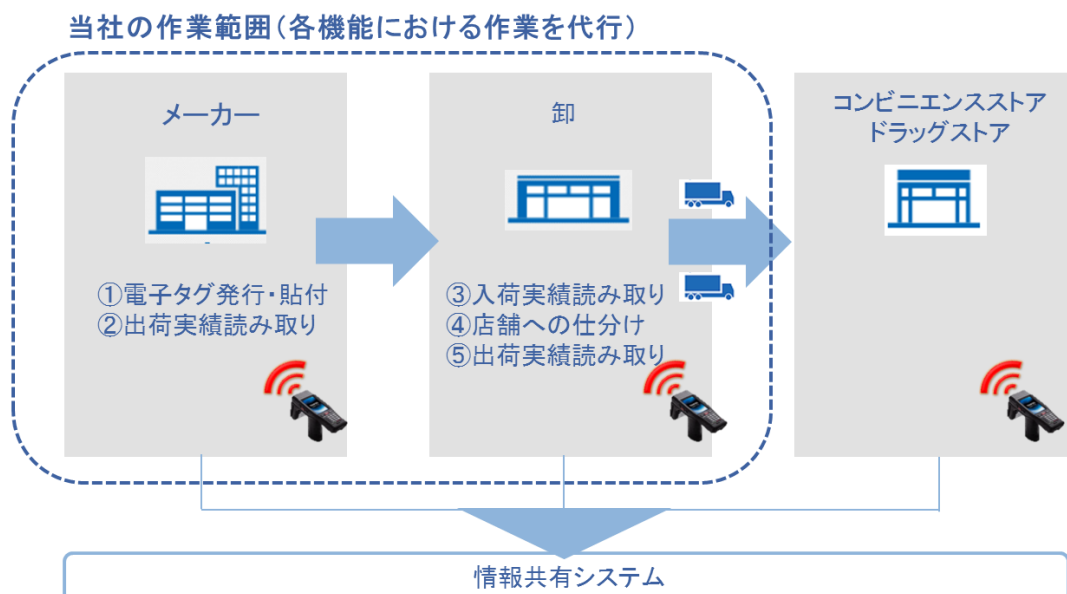 当社の作業範囲(各機能における作業を代行)
メーカー
①電子タグ発行・貼付
②出荷実績読み取り
卸
③入荷実績読み取り
④店舗への仕分け
⑤出荷実績読み取り
コンビニエンスストア
ドラッグストア
情報共有システム